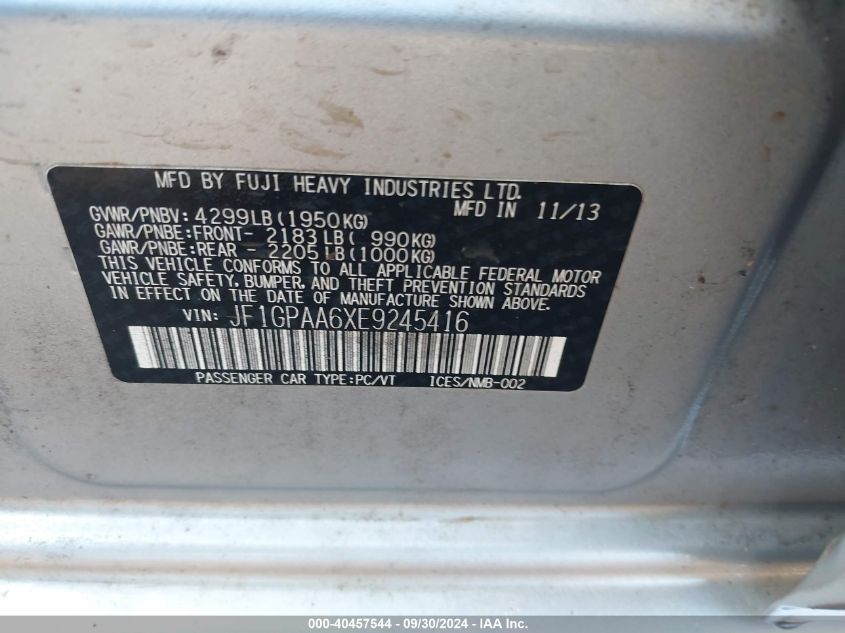 MFD BY FUJI HEAVY INDUSTRIES LTD.
MFD IN 11/13
GVWR/PNBV: 4299LB(1950KG)
GAWR/PNBE:FRONT- 2183LB( 990KG)
GAWR/PNBE:REAR - 2205LB(1000KG)
THIS VEHICLE CONFORMS TO ALL APPLICABLE FEDERAL MOTOR
VEHICLE SAFETY, BUMPER, AND THEFT PREVENTION STANDARDS
IN EFFECT ON THE DATE OF MANUFACTURE SHOWN ABOVE.
VIN: JF1GPAA6XE9245416
PASSENGER CAR TYPE:PC/VT ICES/NMB-002
000-40457544 - 09/30/2024 - IAA Inc.